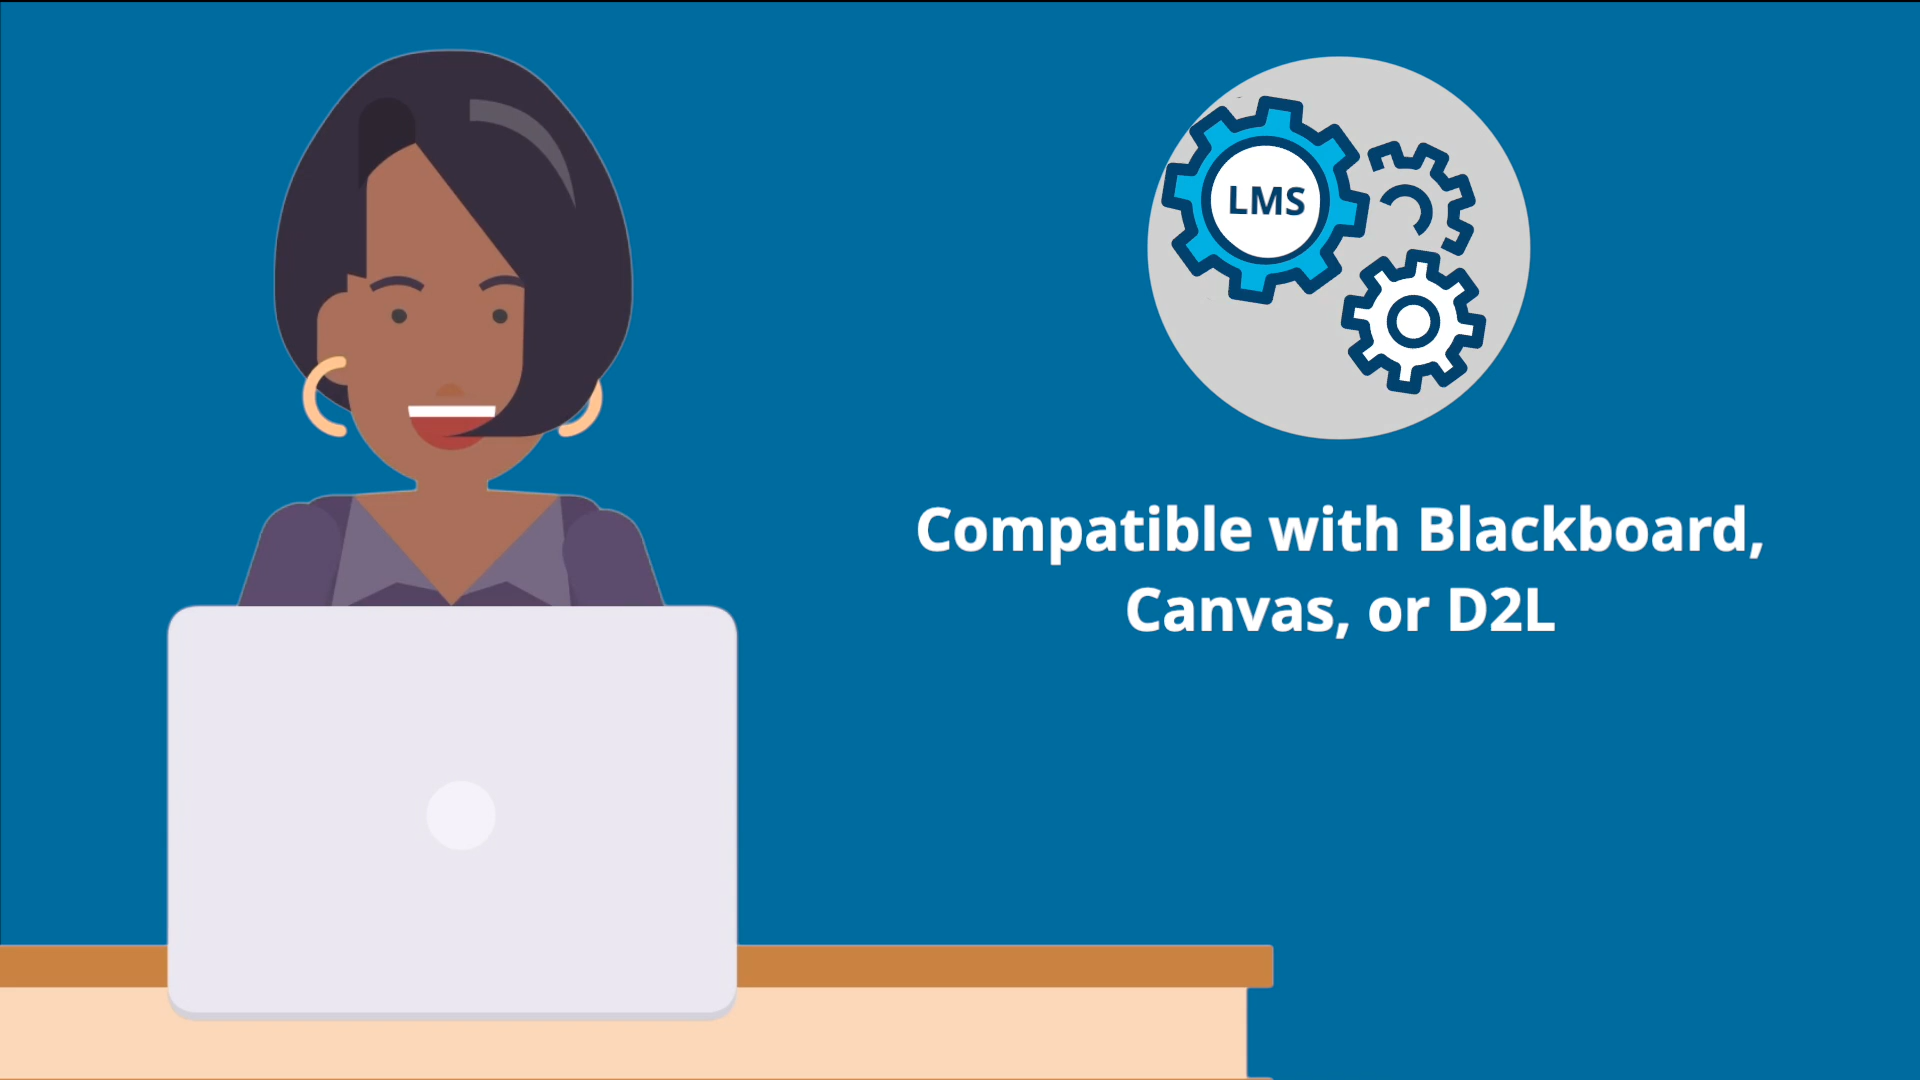 LMS
Compatible with Blackboard,
Canvas, or D2L